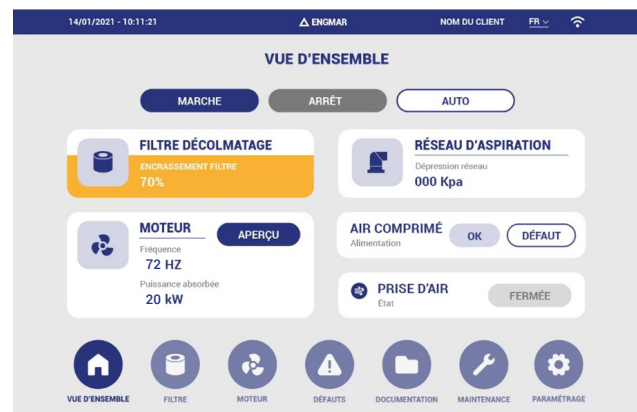 14/01/2021 - 10:11:21 ENGMAR NOM DU CLIENT FR
VUE D'ENSEMBLE
MARCHE ARRÊT AUTO
FILTRE DÉCOLMATAGE
ENCRASSEMENT FILTRE
70%
RÉSEAU D'ASPIRATION
Dépression réseau
000 Kpa
MOTEUR APERÇU
Fréquence
72 HZ
Puissance absorbée
20 kW
AIR COMPRIMÉ OK DÉFAUT
Alimentation
PRISE D'AIR FERMÉE
État
VUE D'ENSEMBLE FILTRE MOTEUR DÉFAUTS DOCUMENTATION MAINTENANCE PARAMÉTRAGE